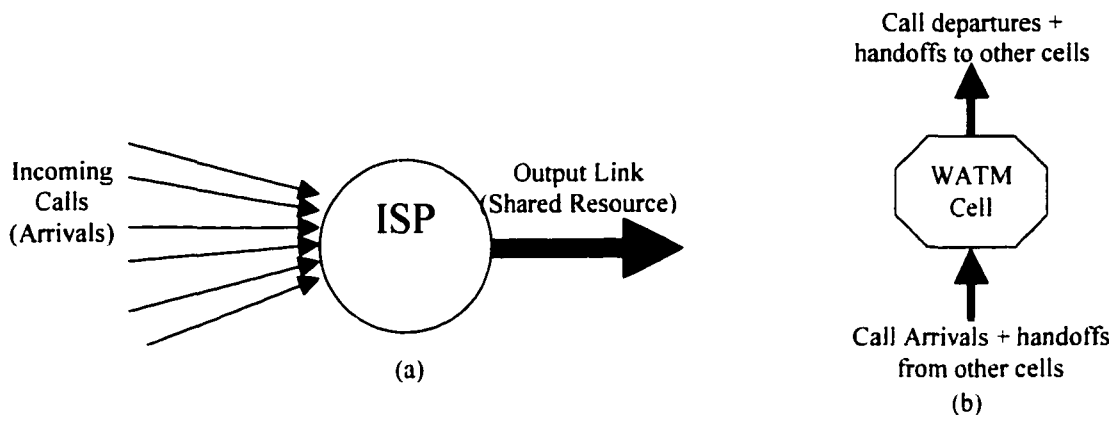 Incoming
Calls
(Arrivals)
ISP
Output Link
(Shared Resource)
(a)
Call departures +
handoffs to other cells
WATM
Cell
Call Arrivals + handoffs
from other cells
(b)